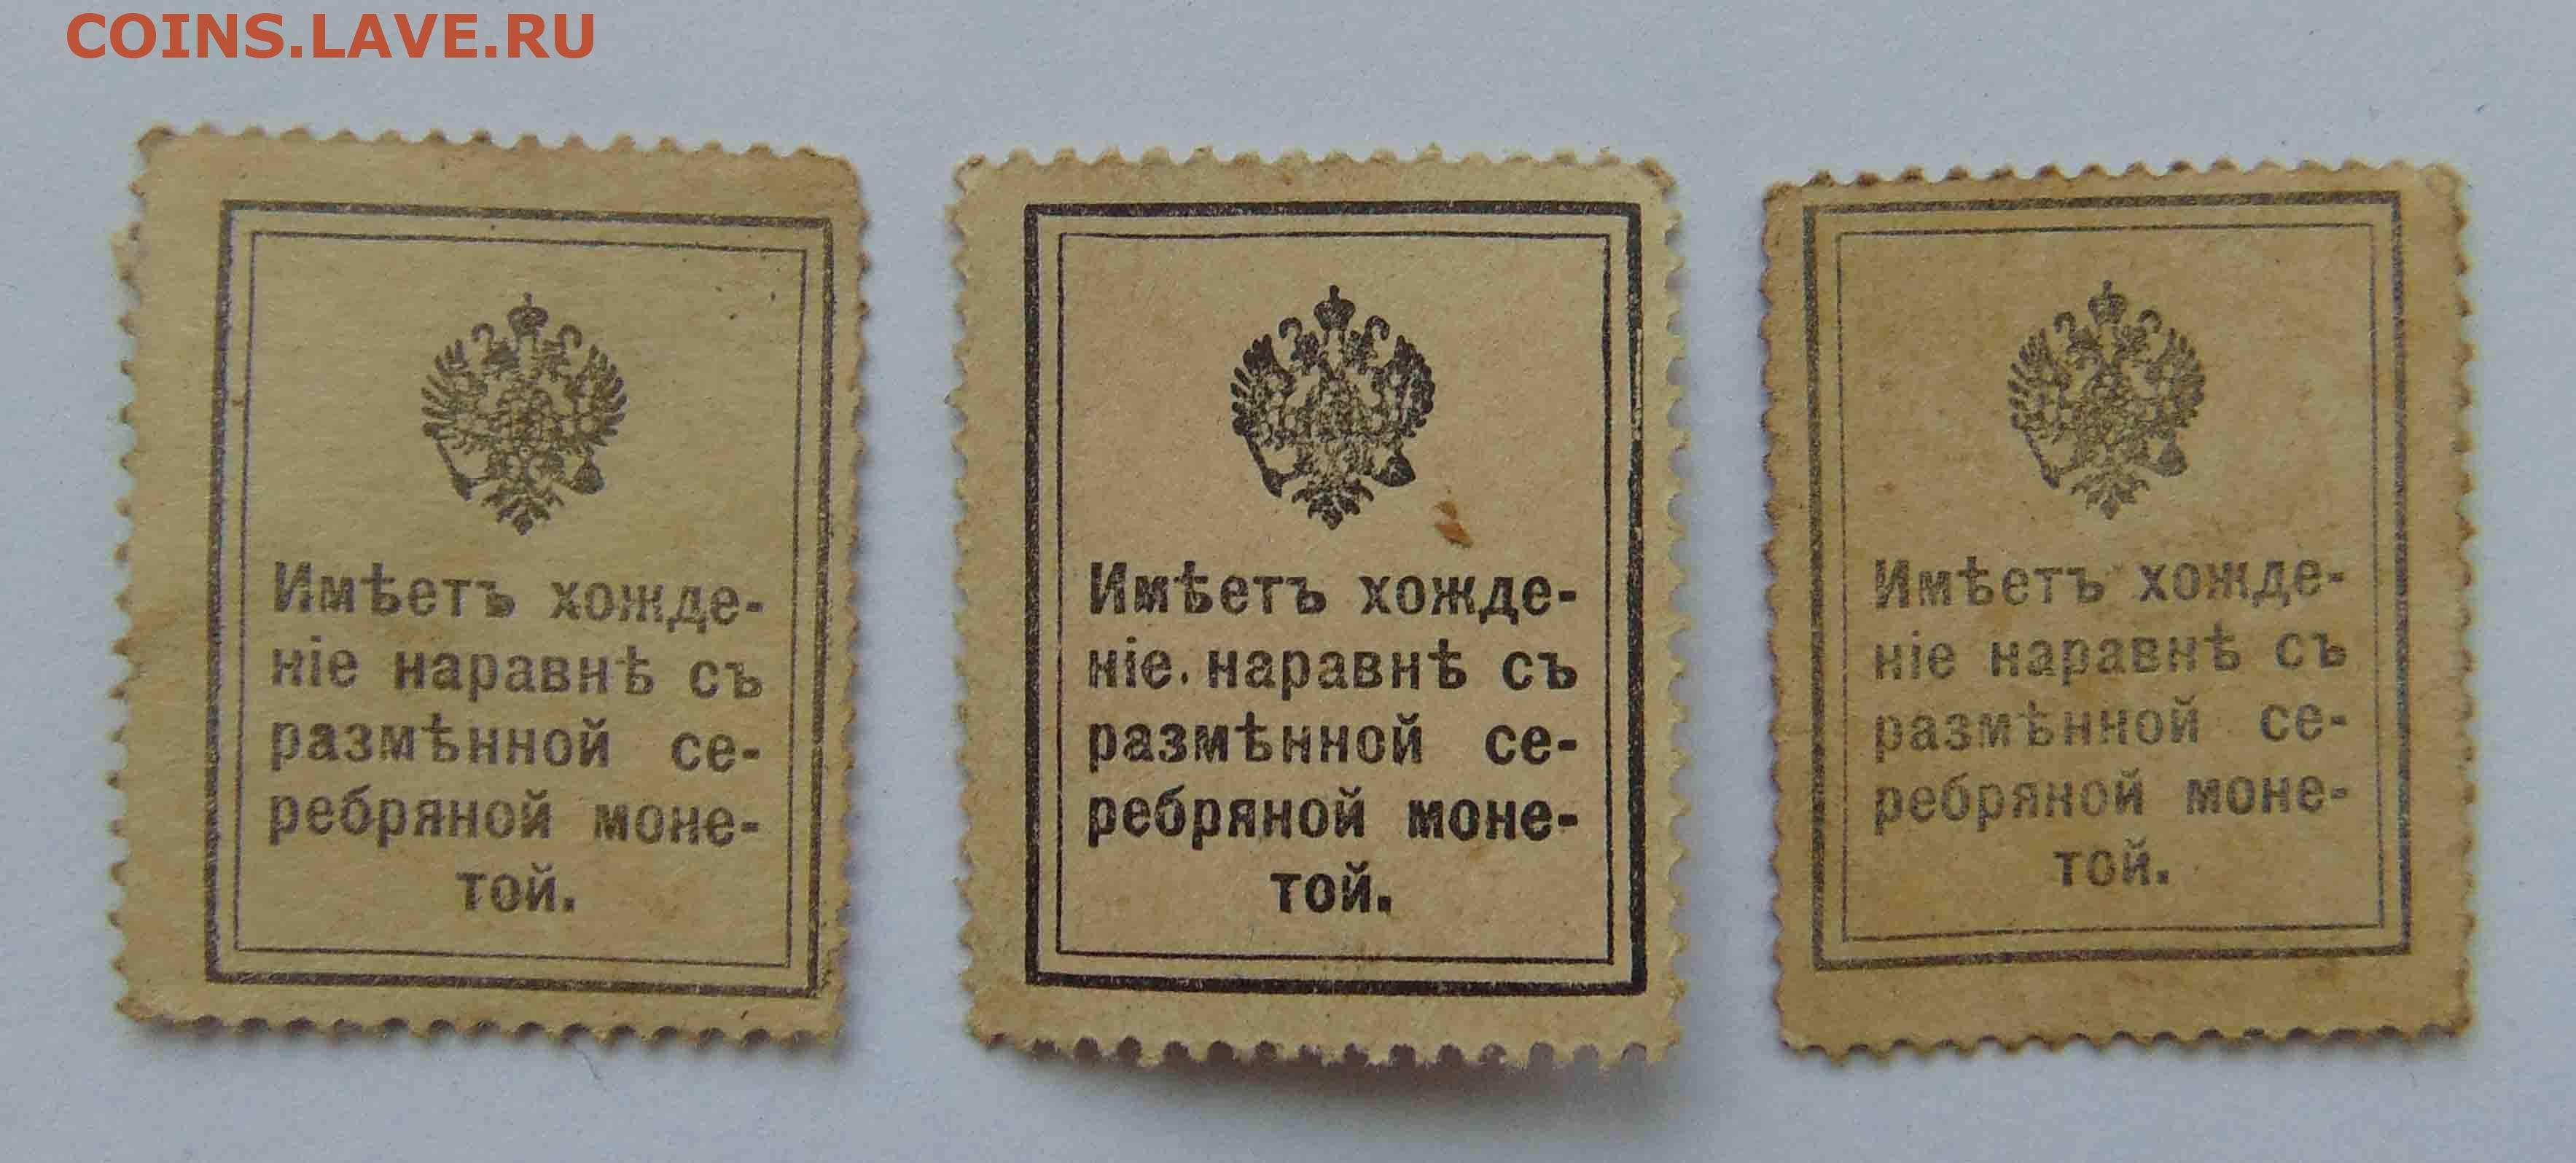 COINS.LAVE.RU
Имѣетъ хожде-
ніе наравнѣ съ
размѣнной се-
ребряной моне-
той.
Имѣетъ хожде-
ніе наравнѣ съ
размѣнной се-
ребряной моне-
той.
Имѣетъ хожде-
ніе наравнѣ съ
размѣнной се-
ребряной моне-
той.